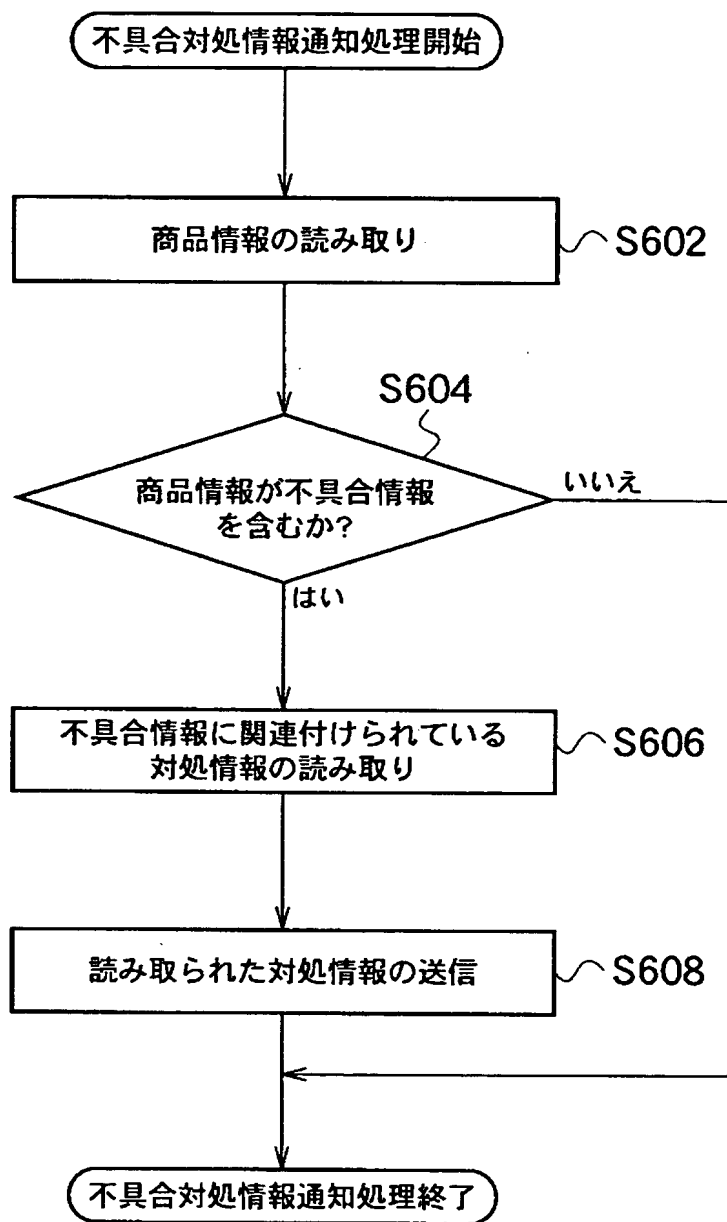 不具合対処情報通知処理開始
商品情報の読み取り
S602
S604
商品情報が不具合情報
を含むか?
いいえ
はい
不具合情報に関連付けられている
対処情報の読み取り
S606
読み取られた対処情報の送信
S608
不具合対処情報通知処理終了